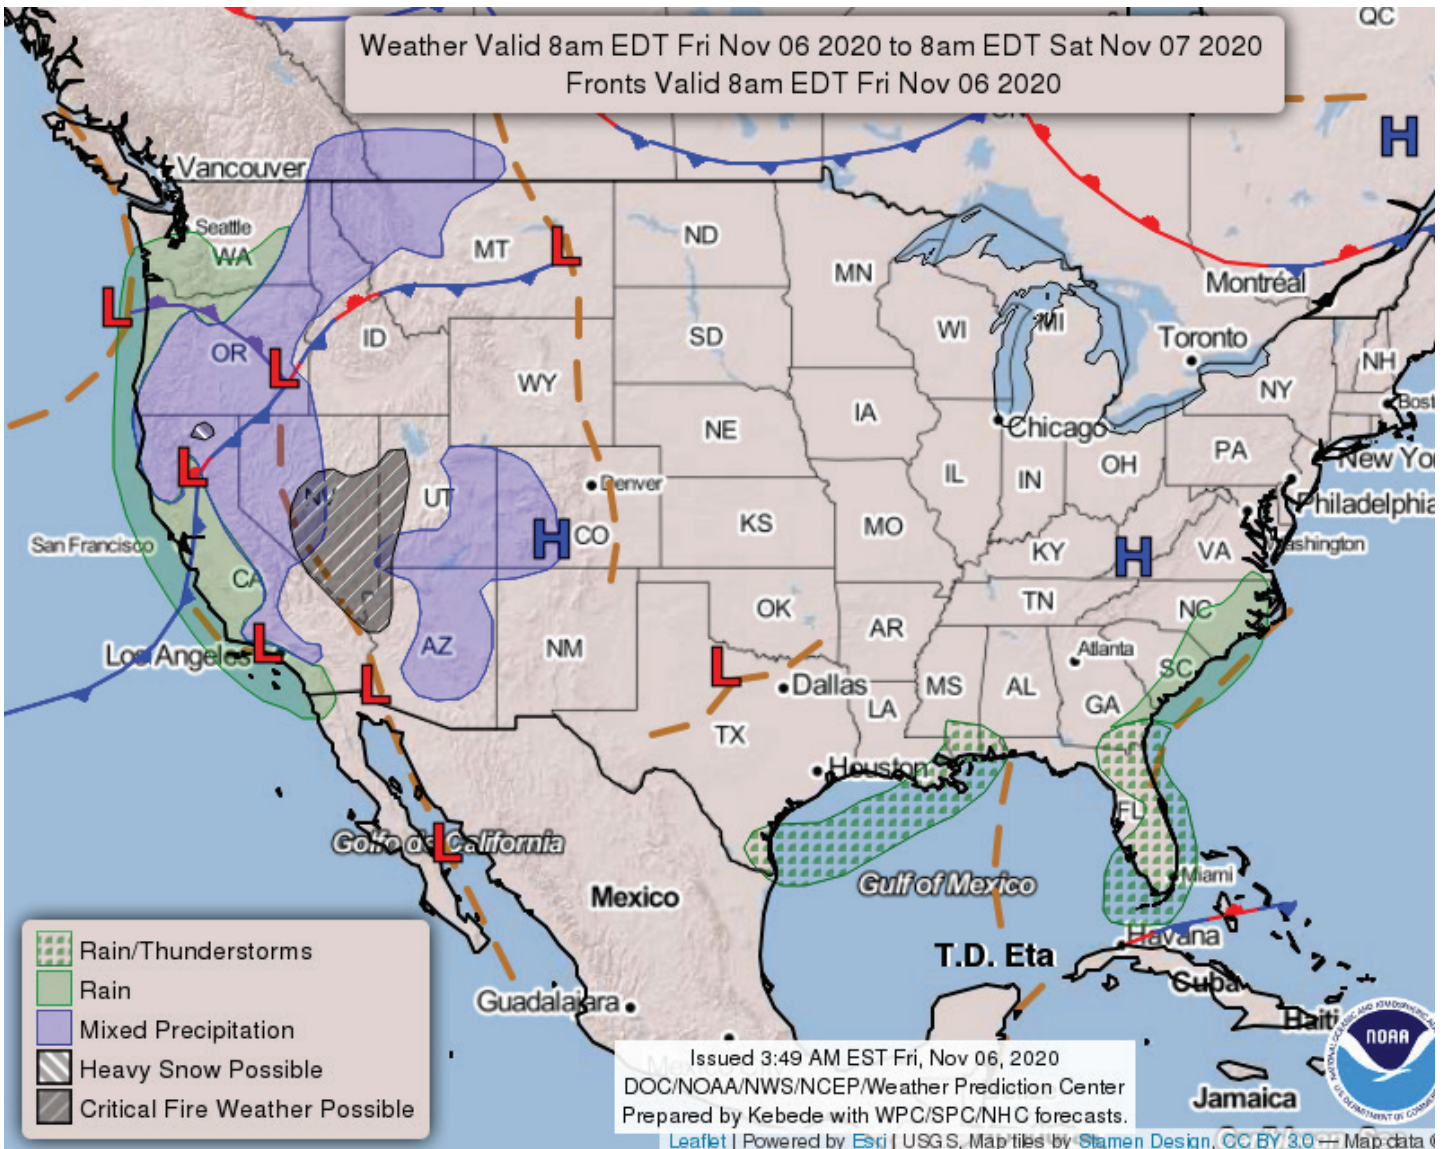 QC
Weather Valid 8am EDT Fri Nov 06 2020 to 8am EDT Sat Nov 07 2020
Fronts Valid 8am EDT Fri Nov 06 2020
H
Vancouver
Seattle
WA
MT
L
ND
MN
Montréal
L
OR
ID
SD
WI
MI
Toronto
NH
L
WY
NY
IA
Bost
NE
Chicago
PA
New Yo
L
OH
IL
IN
Denver
NV
UT
Philadelphia
San Francisco
H
CO
KS
MO
KY
H
VA
ashington
CA
OK
TN
NC
AR
Los Angeles
L
AZ
NM
L
Atlanta
SC
L
Dallas
MS
AL
LA
GA
TX
Houston
FL
Golfo de California
L
Gulf of Mexico
Miami
Mexico
Havana
T.D. Eta
Cuba
Guadalajara
Haiti
Mexico City
Jamaica
Rain/Thunderstorms
Rain
Mixed Precipitation
Heavy Snow Possible
Critical Fire Weather Possible
NOAA
Issued 3:49 AM EST Fri, Nov 06, 2020
DOC/NOAA/NWS/NCEP/Weather Prediction Center
Prepared by Kebede with WPC/SPC/NHC forecasts.
Leaflet | Powered by Esri | USGS, Map tiles by Stamen Design, CC BY 3.0 — Map data ©